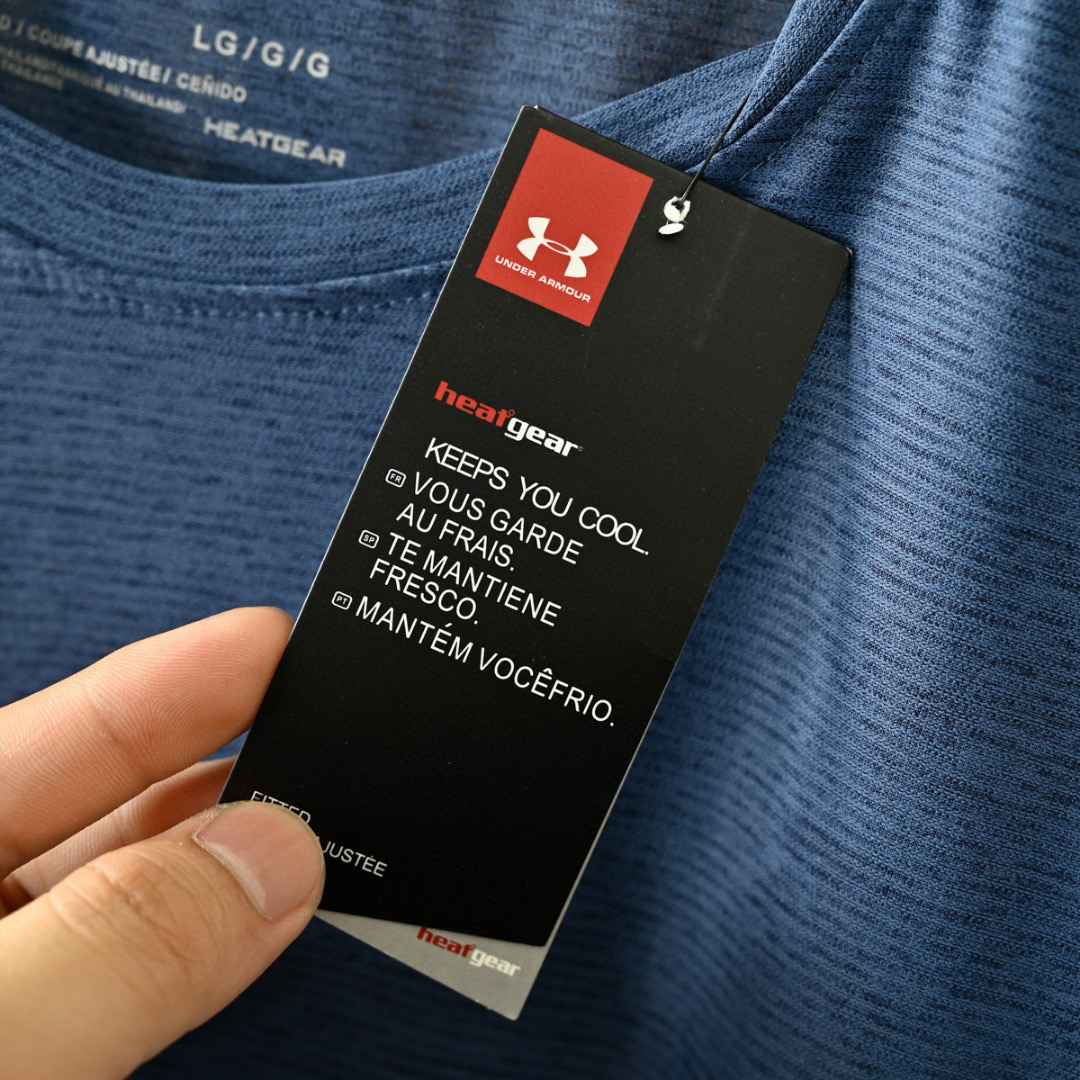 LG/G/G
D / COUPE AJUSTÉE / CEÑIDO
THAILAND
HEATGEAR
UNDER ARMOUR
heatgear
KEEPS YOU COOL.
FR VOUS GARDE
AU FRAIS.
SP TE MANTIENE
FRESCO.
PT MANTÉM VOCÊFRIO.
FITTED
JUSTÉE
heatgear